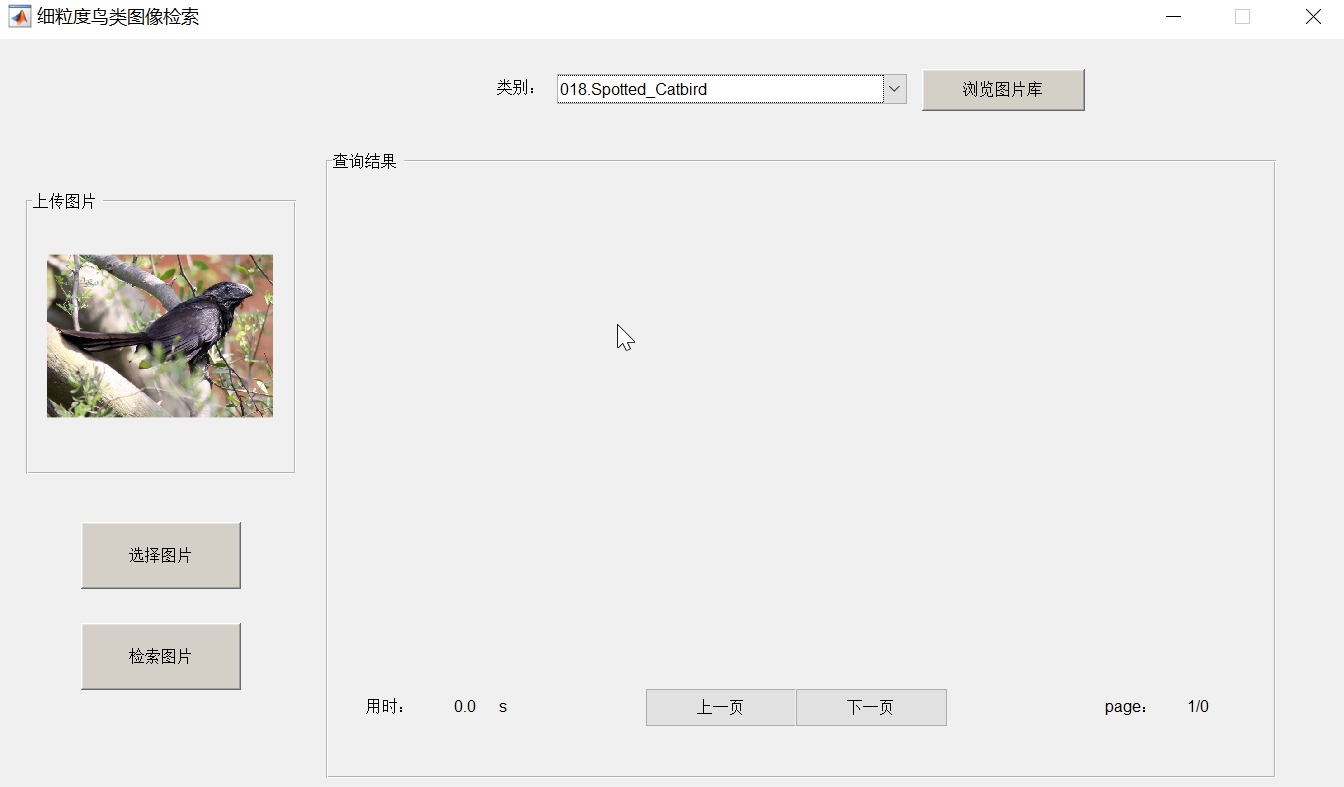 细粒度鸟类图像检索
类别：
018.Spotted_Catbird
浏览图片库
查询结果
上传图片
选择图片
检索图片
用时： 0.0 s
上一页
下一页
page： 1/0